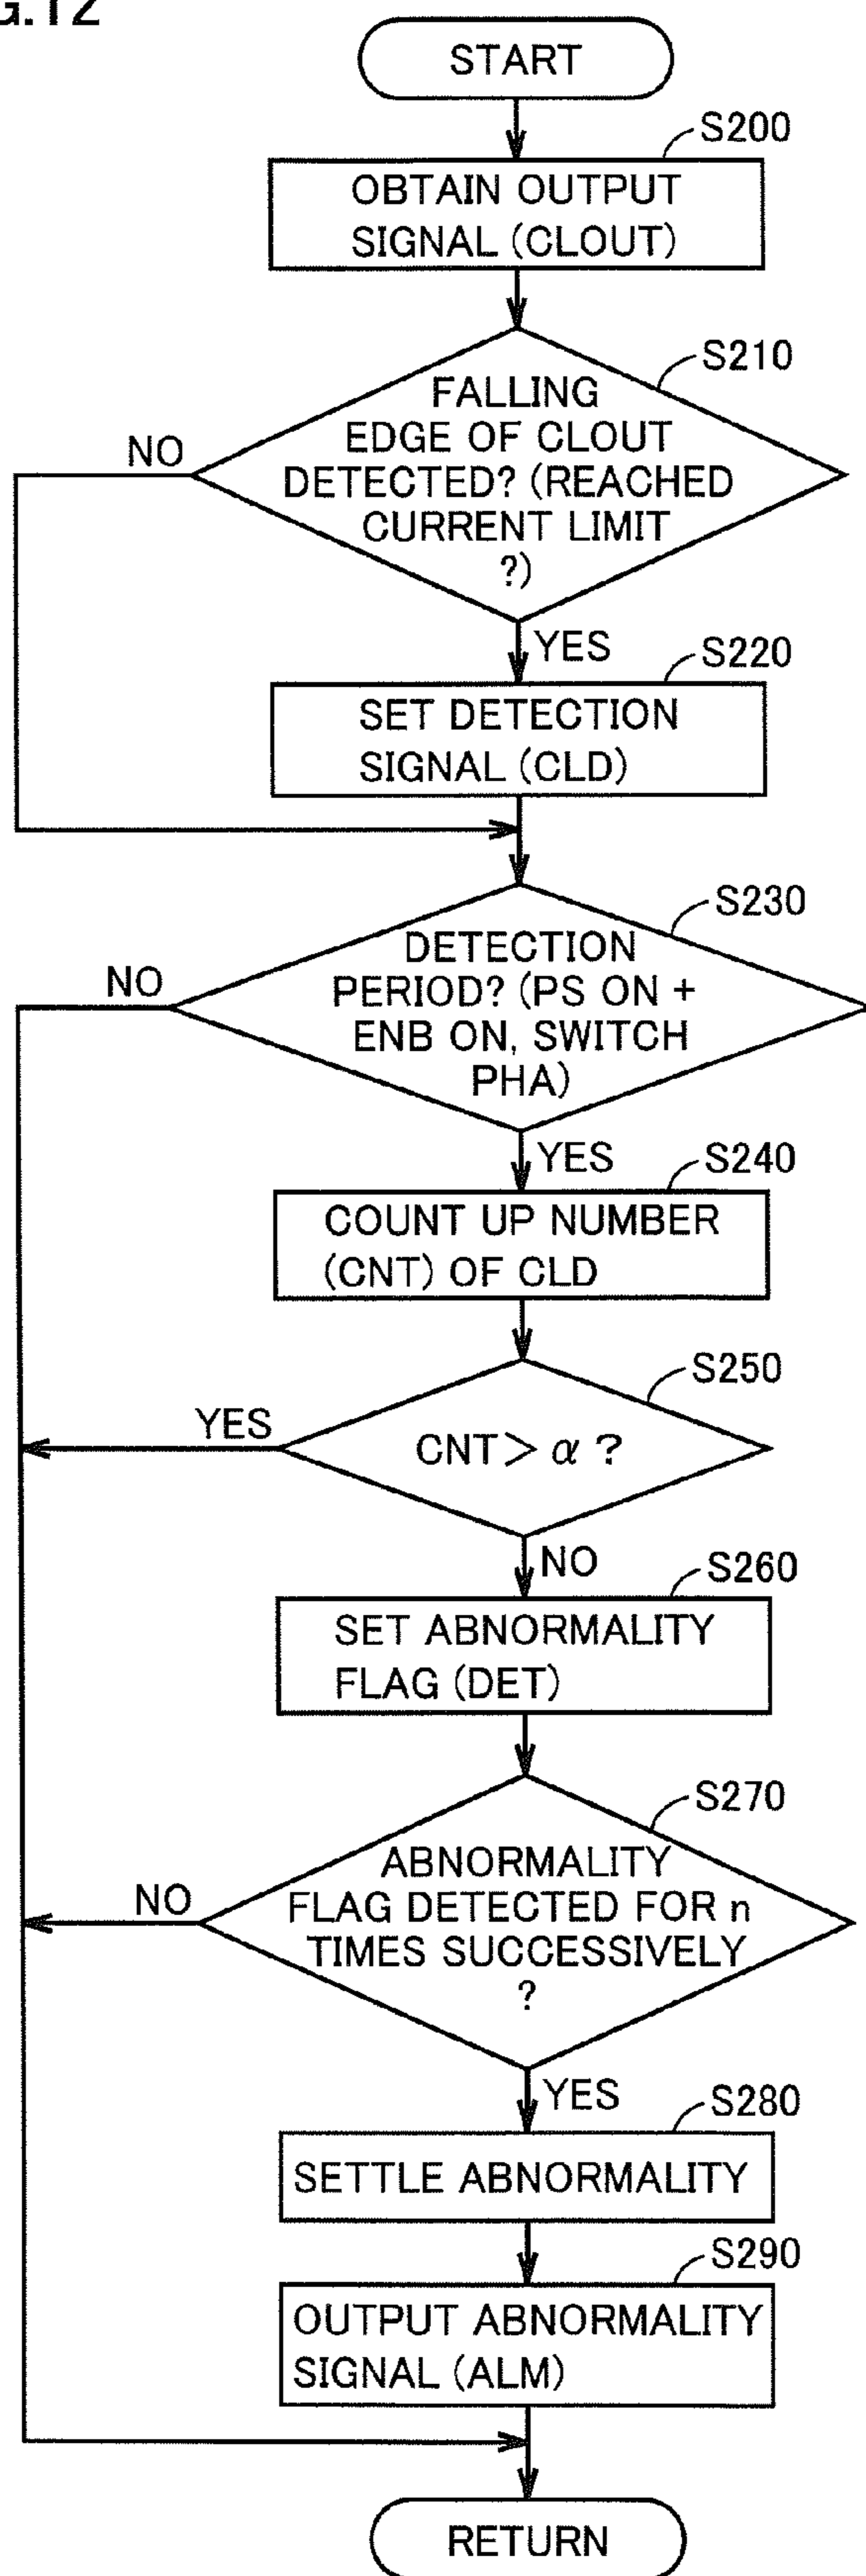 G.12
START
S200
OBTAIN OUTPUT
SIGNAL (CLOUT)
S210
FALLING
EDGE OF CLOUT
DETECTED? (REACHED
CURRENT LIMIT
?)
NO
YES
S220
SET DETECTION
SIGNAL (CLD)
S230
DETECTION
PERIOD? (PS ON +
ENB ON, SWITCH
PHA)
NO
YES
S240
COUNT UP NUMBER
(CNT) OF CLD
S250
CNT > α ?
YES
NO
S260
SET ABNORMALITY
FLAG (DET)
S270
ABNORMALITY
FLAG DETECTED FOR n
TIMES SUCCESSIVELY
?
NO
YES
S280
SETTLE ABNORMALITY
S290
OUTPUT ABNORMALITY
SIGNAL (ALM)
RETURN